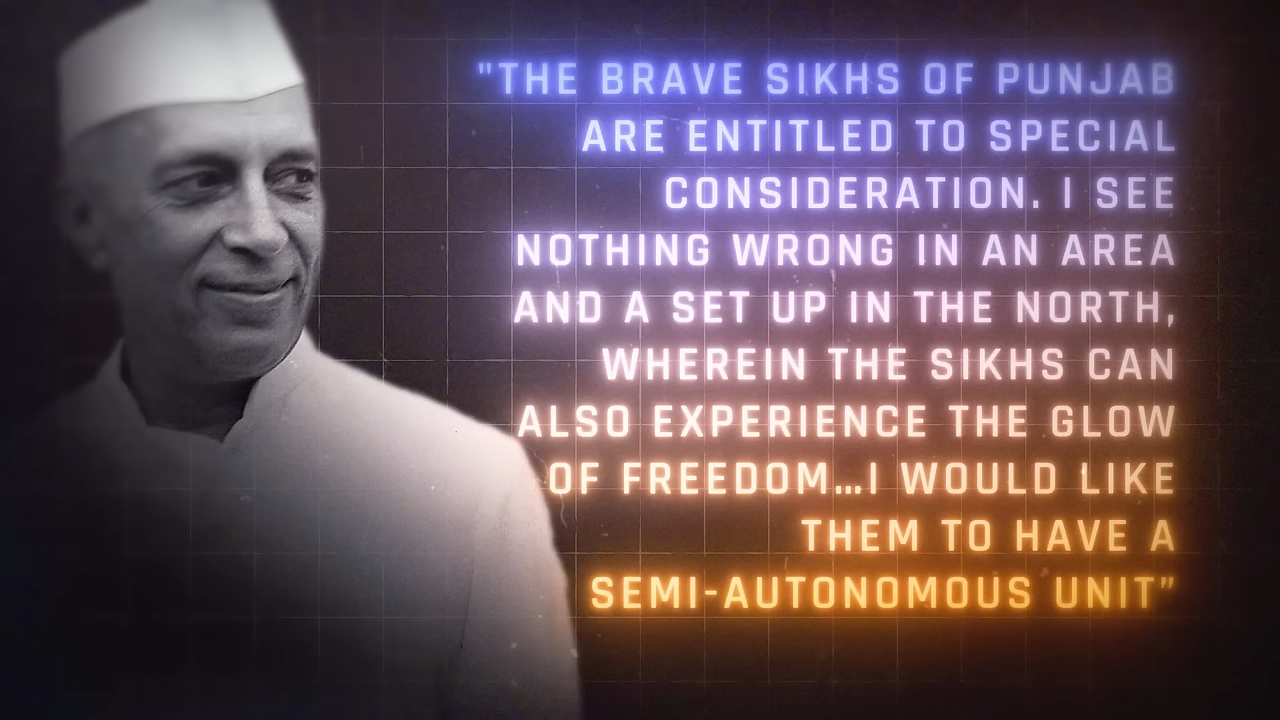 "THE BRAVE SIKHS OF PUNJAB
ARE ENTITLED TO SPECIAL
CONSIDERATION. I SEE
NOTHING WRONG IN AN AREA
AND A SET UP IN THE NORTH,
WHEREIN THE SIKHS CAN
ALSO EXPERIENCE THE GLOW
OF FREEDOM...I WOULD LIKE
THEM TO HAVE A
SEMI-AUTONOMOUS UNIT”